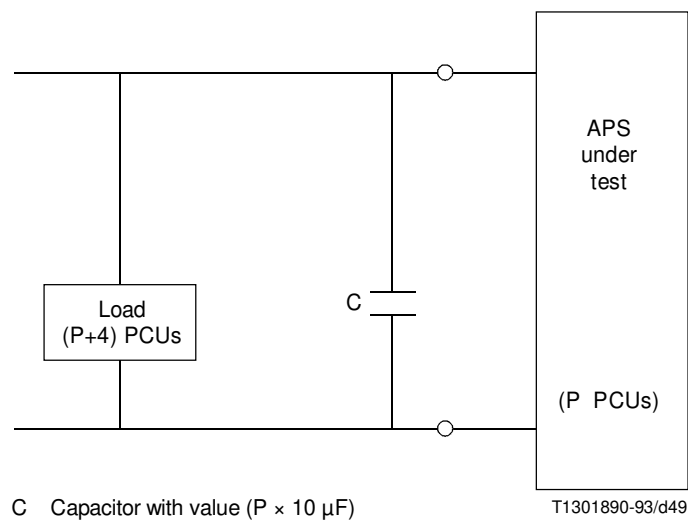 APS
under
test
Load
(P+4) PCUs
C
(P PCUs)
C Capacitor with value (P × 10 µF)
T1301890-93/d49